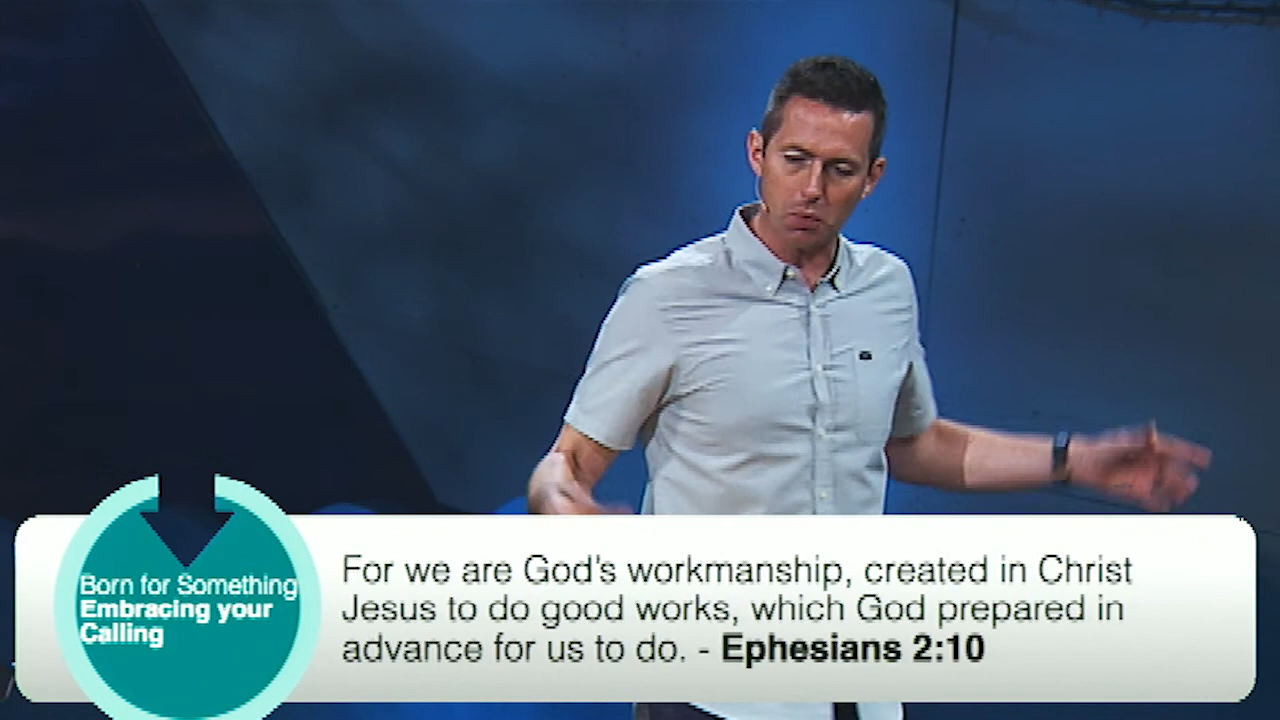 Born for Something
Embracing your
Calling
For we are God's workmanship, created in Christ
Jesus to do good works, which God prepared in
advance for us to do. - Ephesians 2:10